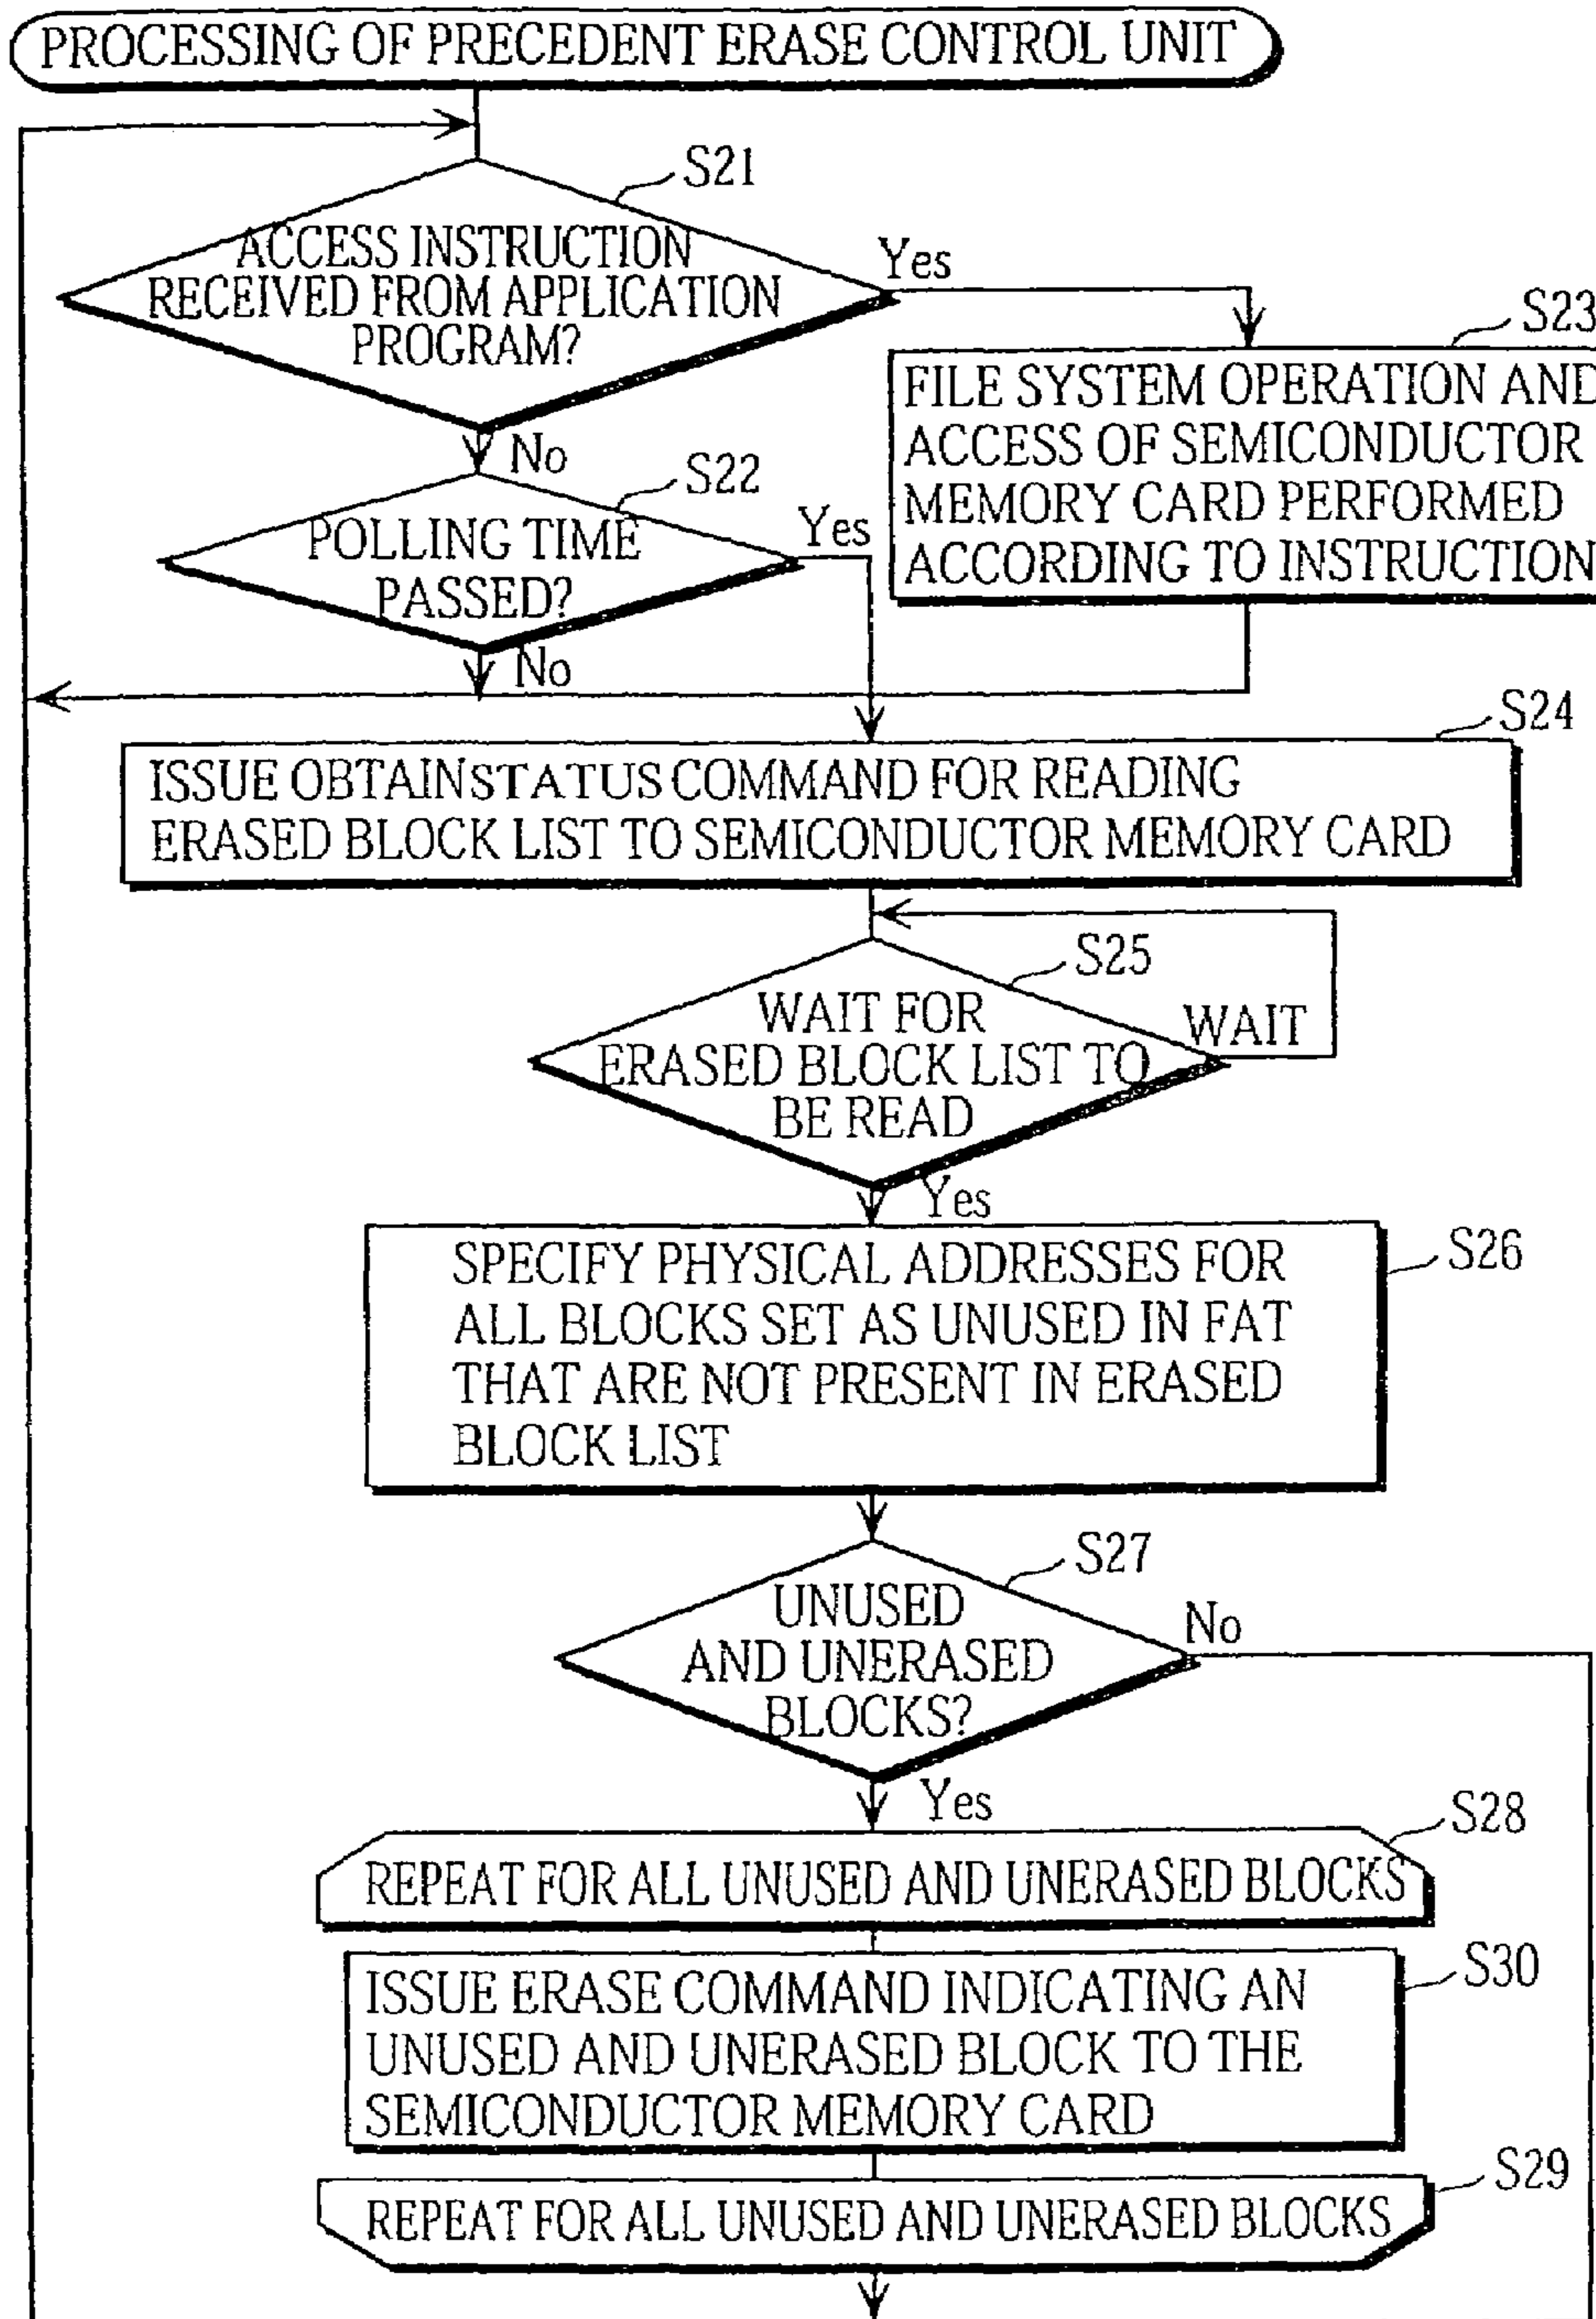 PROCESSING OF PRECEDENT ERASE CONTROL UNIT
S21
ACCESS INSTRUCTION
RECEIVED FROM APPLICATION
PROGRAM?
Yes
No
S23
FILE SYSTEM OPERATION AND
ACCESS OF SEMICONDUCTOR
MEMORY CARD PERFORMED
ACCORDING TO INSTRUCTION
S22
POLLING TIME
PASSED?
Yes
No
S24
ISSUE OBTAIN STATUS COMMAND FOR READING
ERASED BLOCK LIST TO SEMICONDUCTOR MEMORY CARD
S25
WAIT FOR
ERASED BLOCK LIST TO
BE READ
WAIT
Yes
S26
SPECIFY PHYSICAL ADDRESSES FOR
ALL BLOCKS SET AS UNUSED IN FAT
THAT ARE NOT PRESENT IN ERASED
BLOCK LIST
S27
UNUSED
AND UNERASED
BLOCKS?
No
Yes
S28
REPEAT FOR ALL UNUSED AND UNERASED BLOCKS
S30
ISSUE ERASE COMMAND INDICATING AN
UNUSED AND UNERASED BLOCK TO THE
SEMICONDUCTOR MEMORY CARD
S29
REPEAT FOR ALL UNUSED AND UNERASED BLOCKS